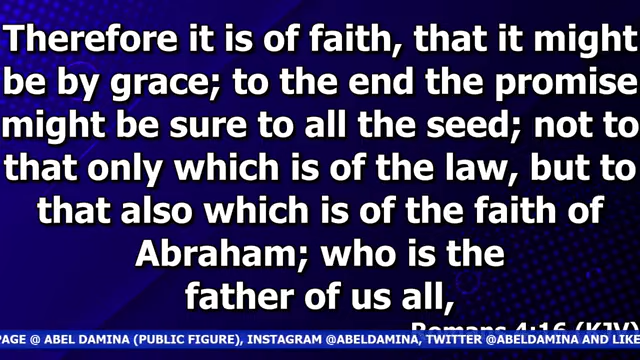 Therefore it is of faith, that it might
be by grace; to the end the promise
might be sure to all the seed; not to
that only which is of the law, but to
that also which is of the faith of
Abraham; who is the
father of us all,
Romans 4:16 (KJV)
PAGE @ ABEL DAMINA (PUBLIC FIGURE), INSTAGRAM @ABELDAMINA, TWITTER @ABELDAMINA AND LIKE